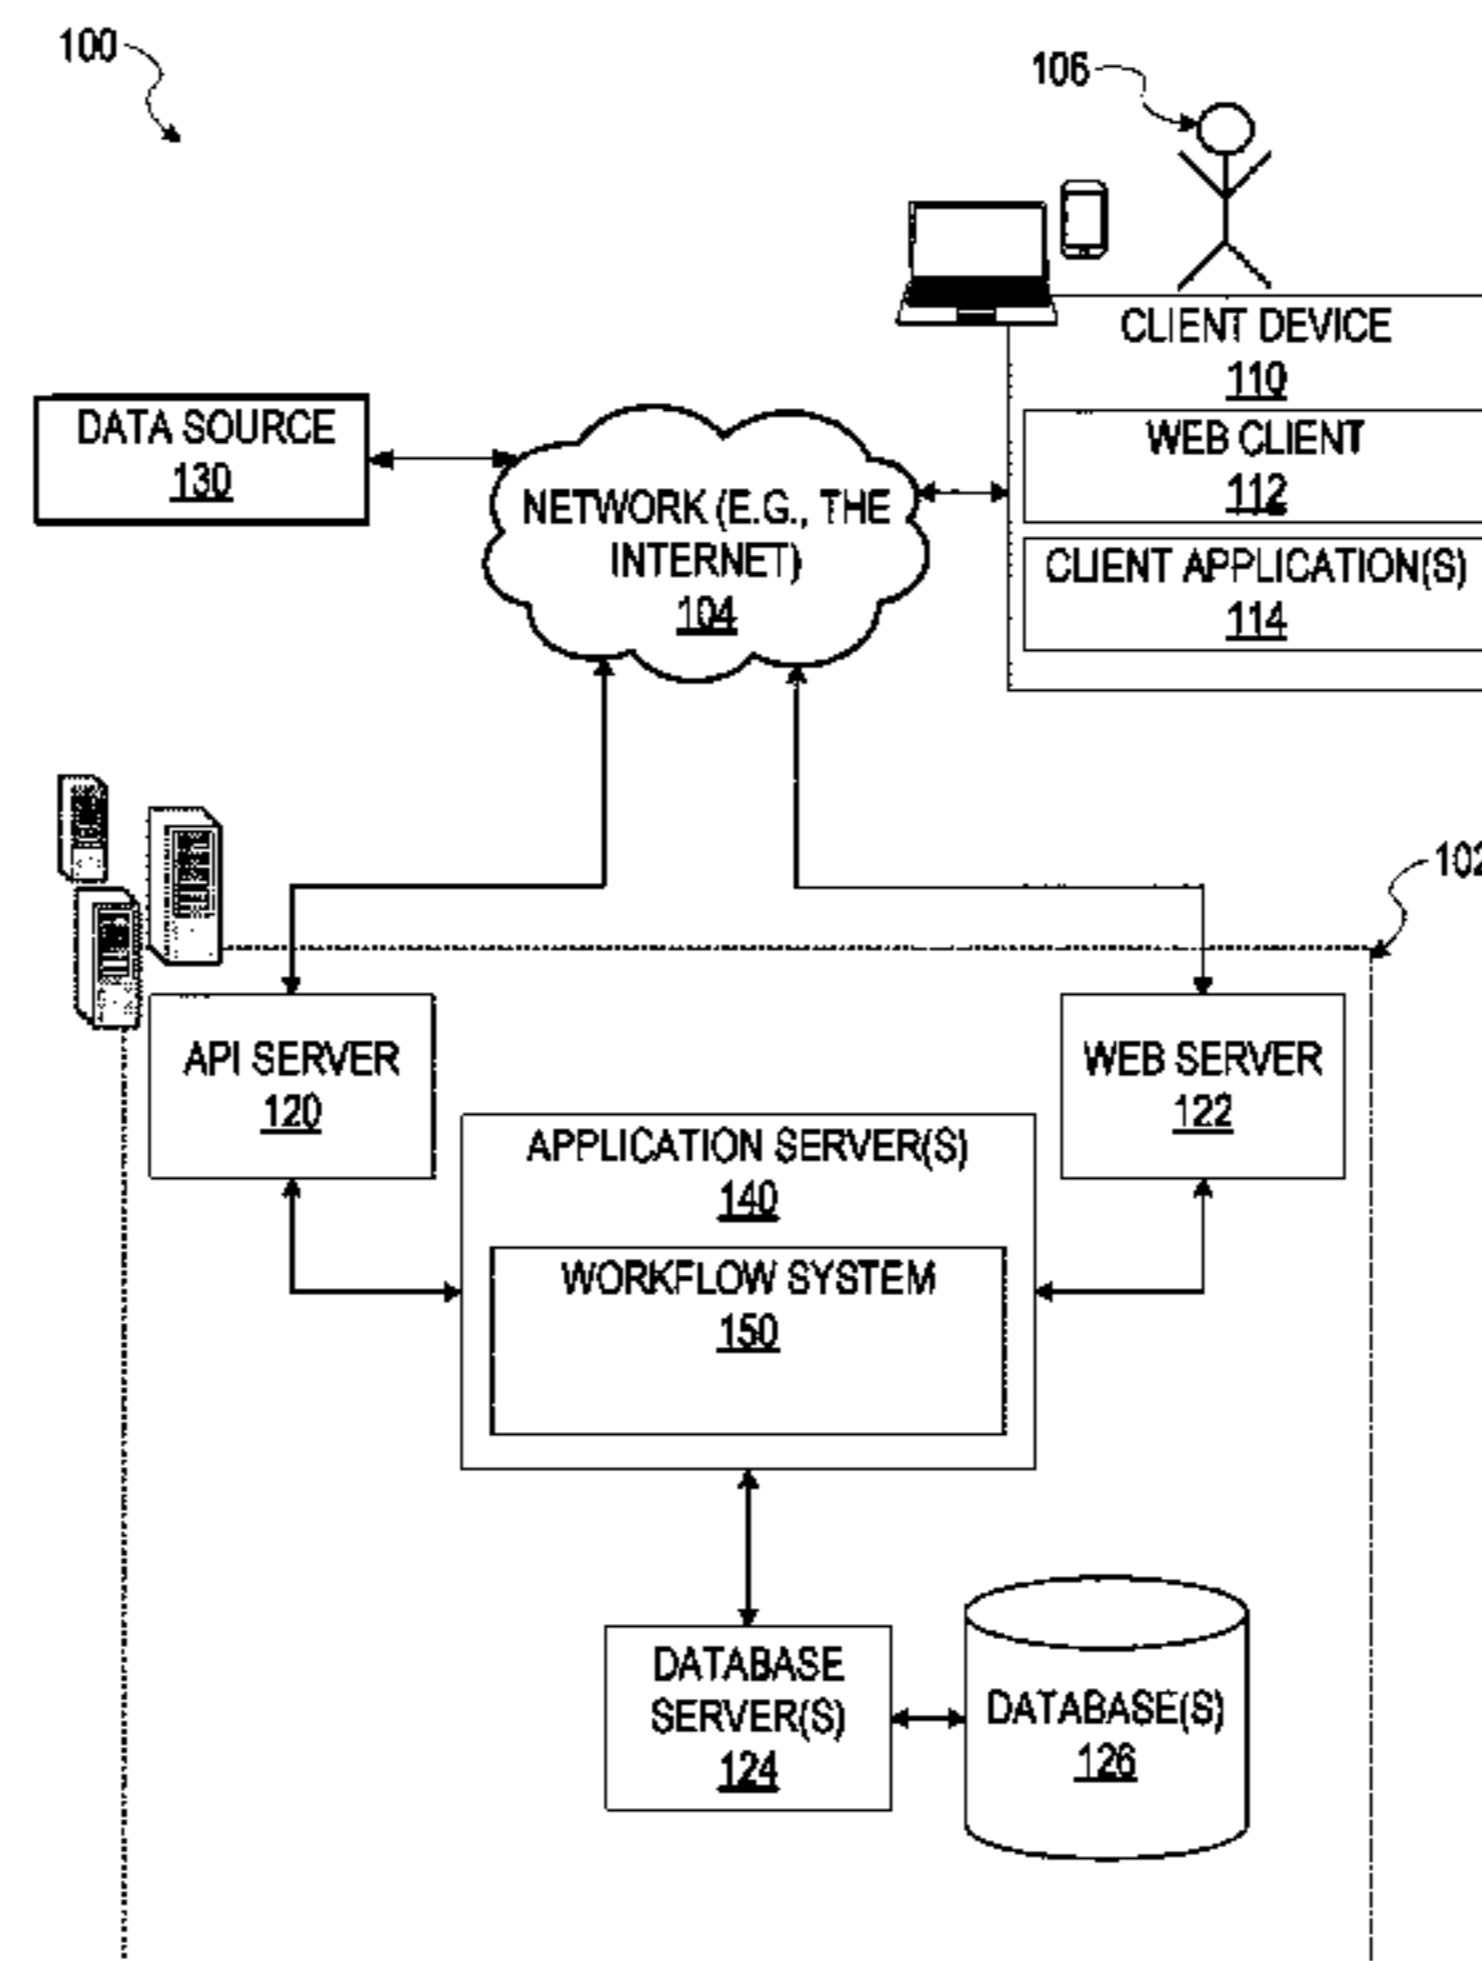 100
106
CLIENT DEVICE
110
WEB CLIENT
112
CLIENT APPLICATION(S)
114
DATA SOURCE
130
NETWORK (E.G., THE
INTERNET)
104
102
API SERVER
120
WEB SERVER
122
APPLICATION SERVER(S)
140
WORKFLOW SYSTEM
150
DATABASE
SERVER(S)
124
DATABASE(S)
126